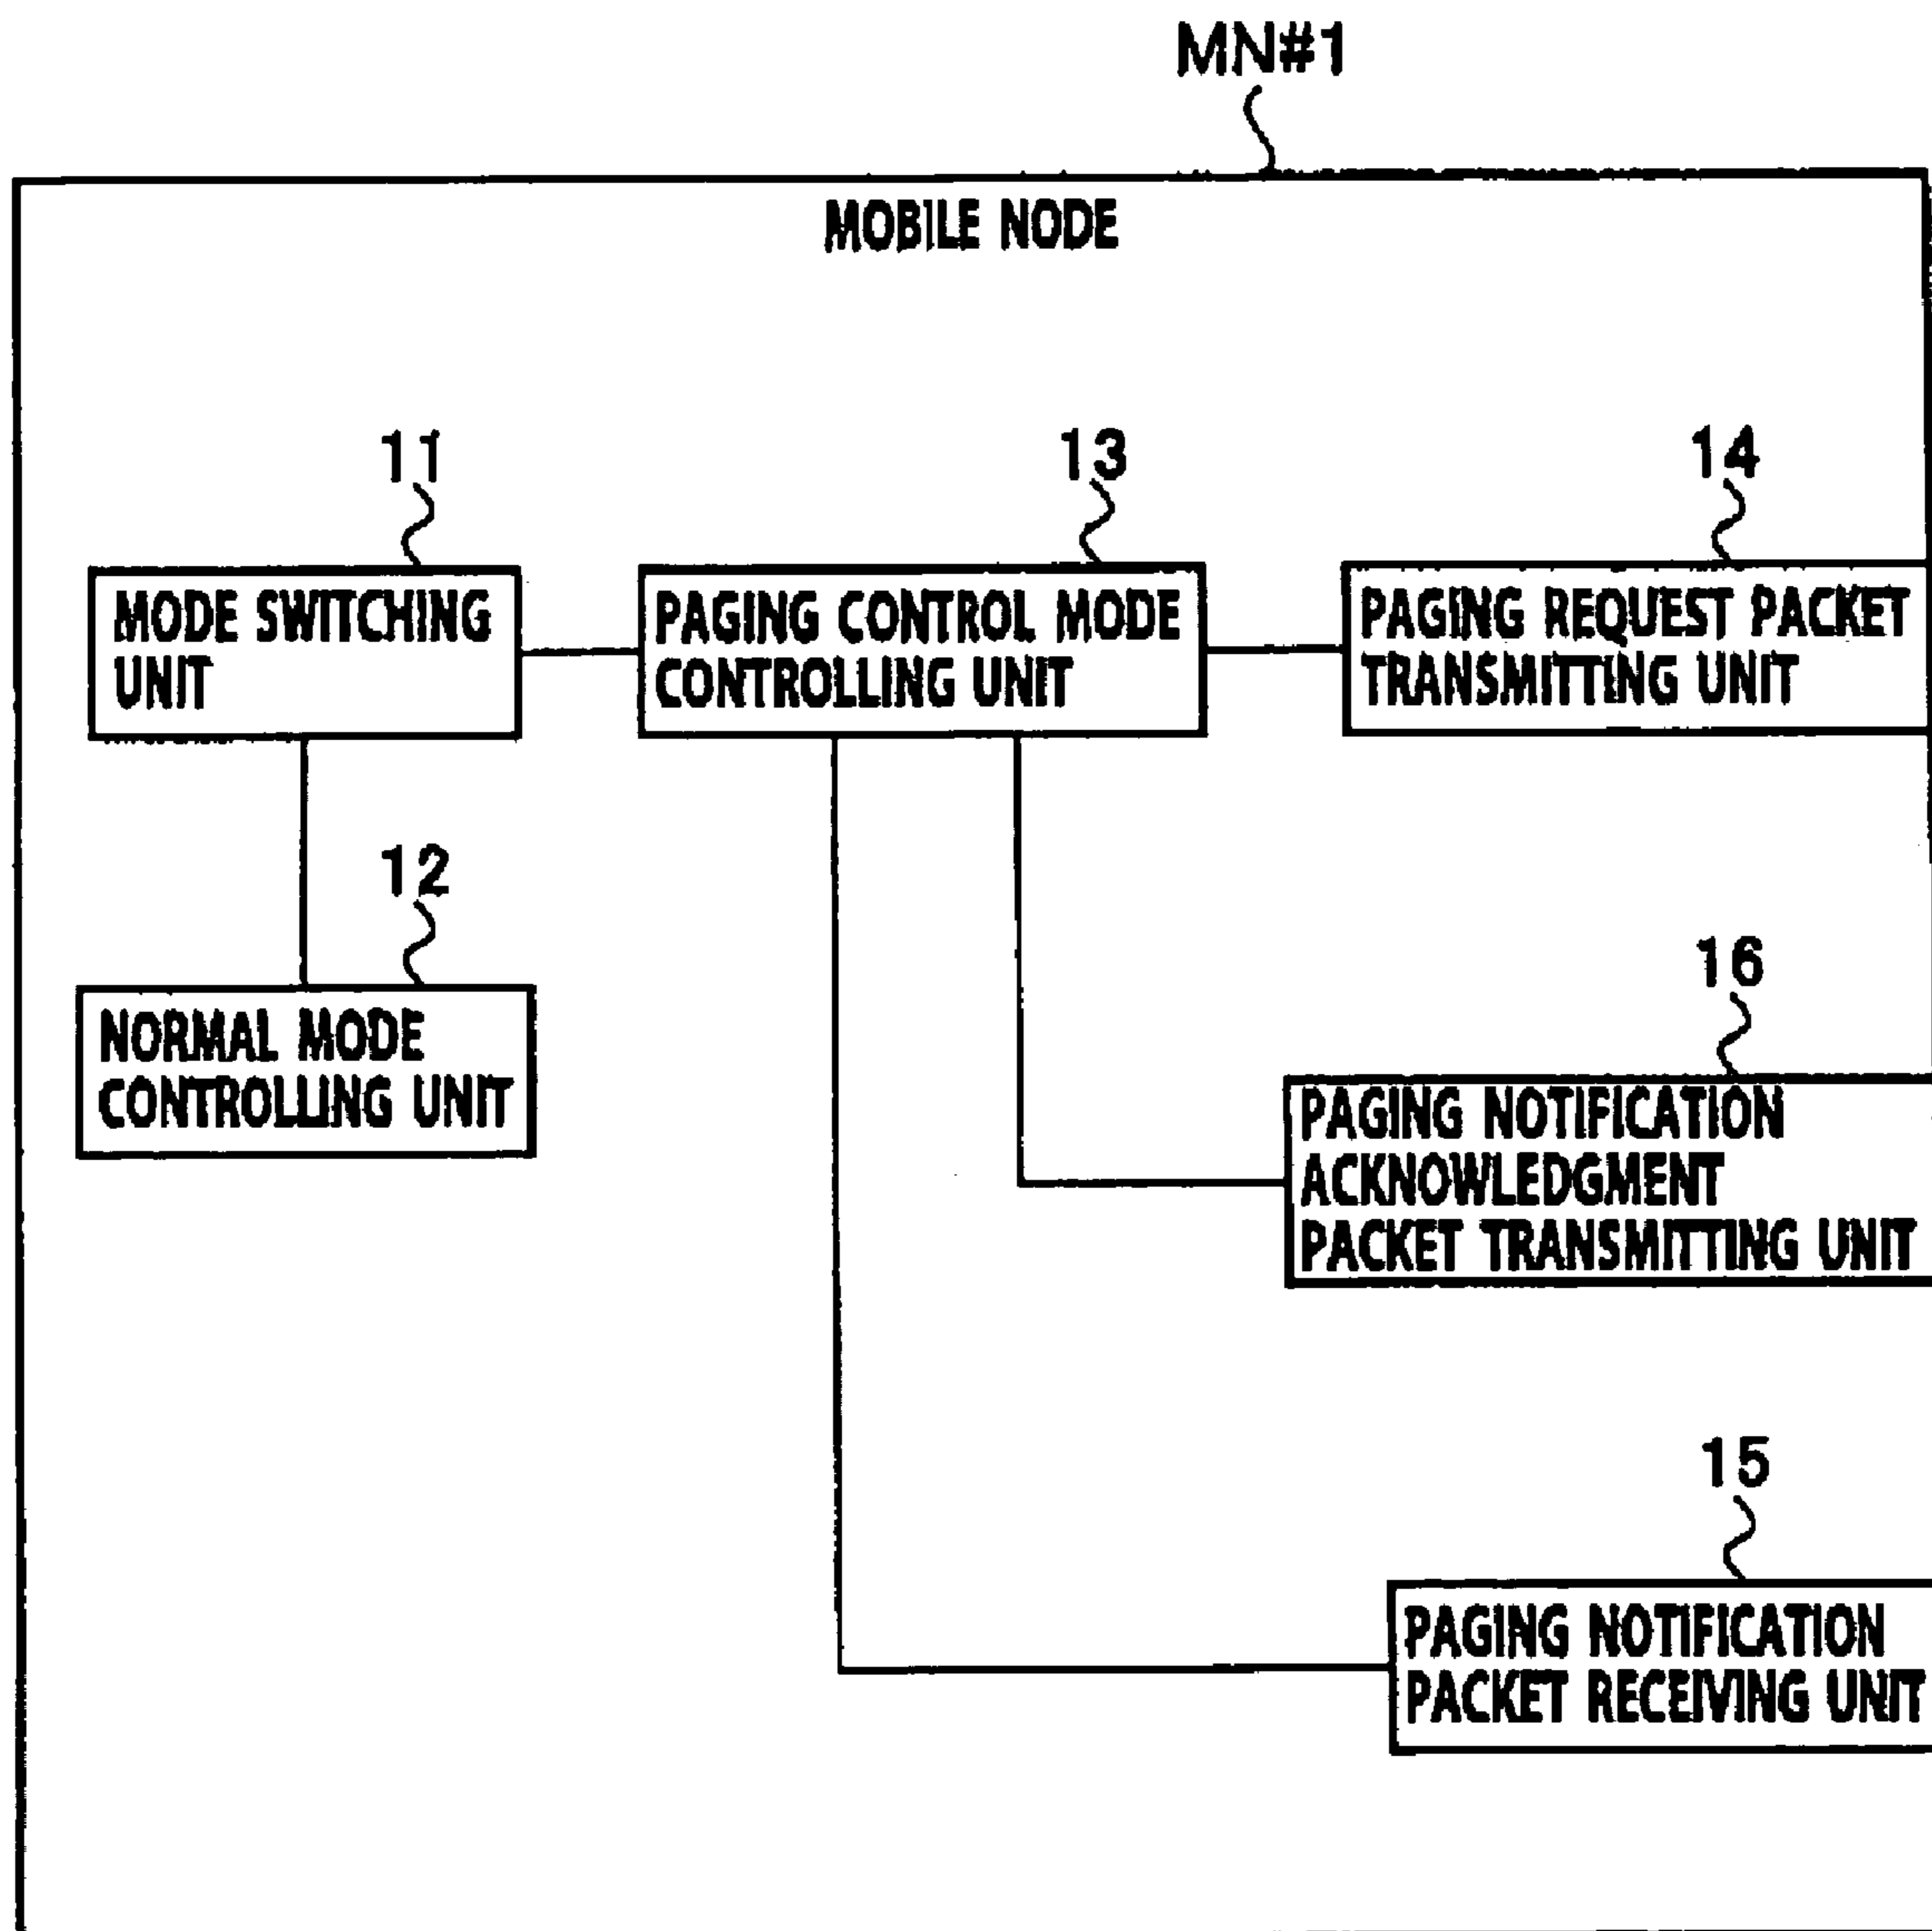 MN#1
MOBILE NODE
11
13
14
MODE SWITCHING
UNIT
PAGING CONTROL MODE
CONTROLLING UNIT
PAGING REQUEST PACKET
TRANSMITTING UNIT
12
NORMAL MODE
CONTROLLING UNIT
16
PAGING NOTIFICATION
ACKNOWLEDGMENT
PACKET TRANSMITTING UNIT
15
PAGING NOTIFICATION
PACKET RECEIVING UNIT